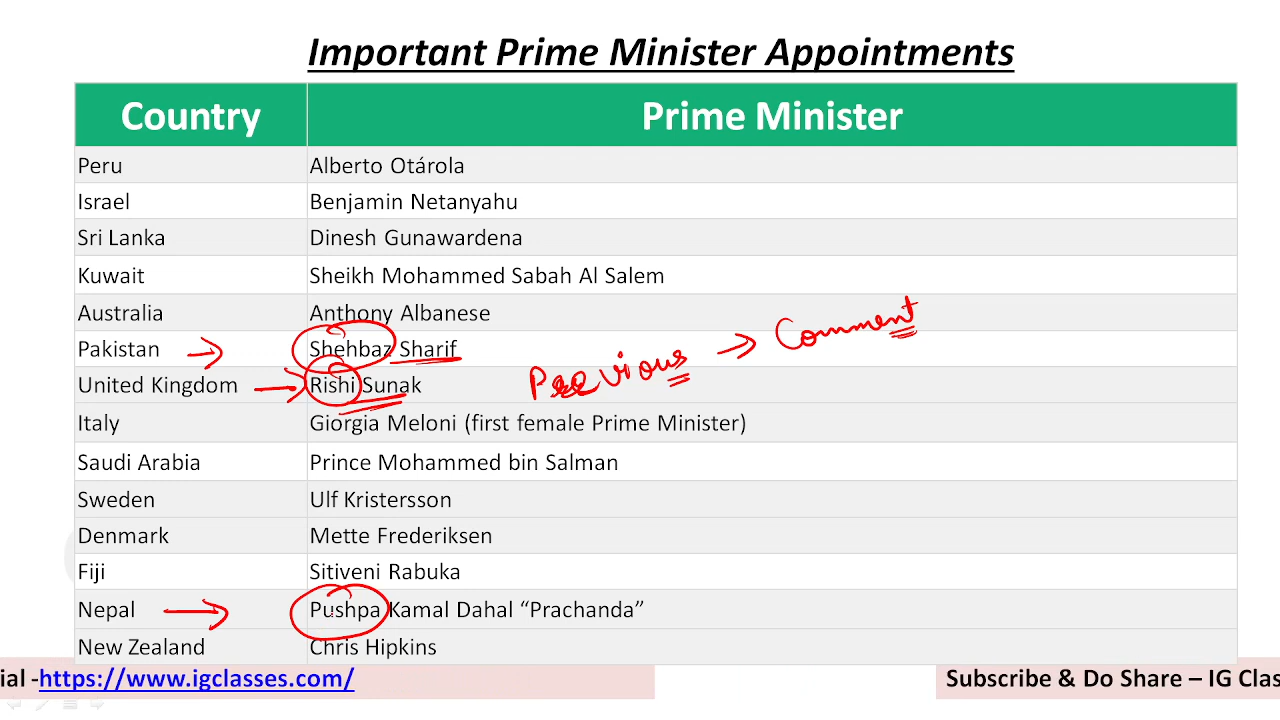 Important Prime Minister Appointments
Country Prime Minister
Peru Alberto Otárola
Israel Benjamin Netanyahu
Sri Lanka Dinesh Gunawardena
Kuwait Sheikh Mohammed Sabah Al Salem
Australia Anthony Albanese
Pakistan Shehbaz Sharif
Previous → Comment
United Kingdom Rishi Sunak
Italy Giorgia Meloni (first female Prime Minister)
Saudi Arabia Prince Mohammed bin Salman
Sweden Ulf Kristersson
Denmark Mette Frederiksen
Fiji Sitiveni Rabuka
Nepal Pushpa Kamal Dahal “Prachanda”
New Zealand Chris Hipkins
ial -https://www.igclasses.com/ Subscribe & Do Share – IG Clas